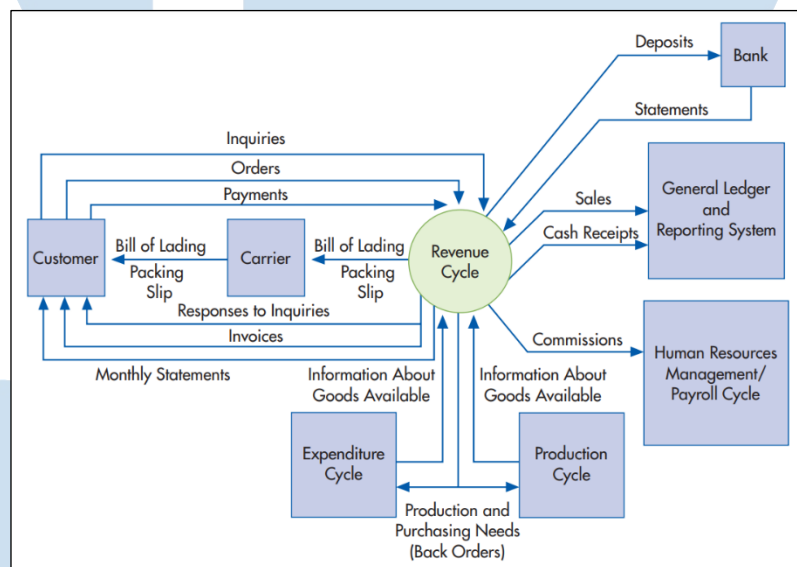 Deposits
Bank
Statements
Inquiries
Orders
Payments
Sales
General Ledger
and
Reporting System
Cash Receipts
Customer
Bill of Lading
Packing
Slip
Carrier
Bill of Lading
Packing
Slip
Revenue
Cycle
Responses to Inquiries
Invoices
Monthly Statements
Commissions
Human Resources
Management/
Payroll Cycle
Information About
Goods Available
Information About
Goods Available
Expenditure
Cycle
Production
Cycle
Production and
Purchasing Needs
(Back Orders)